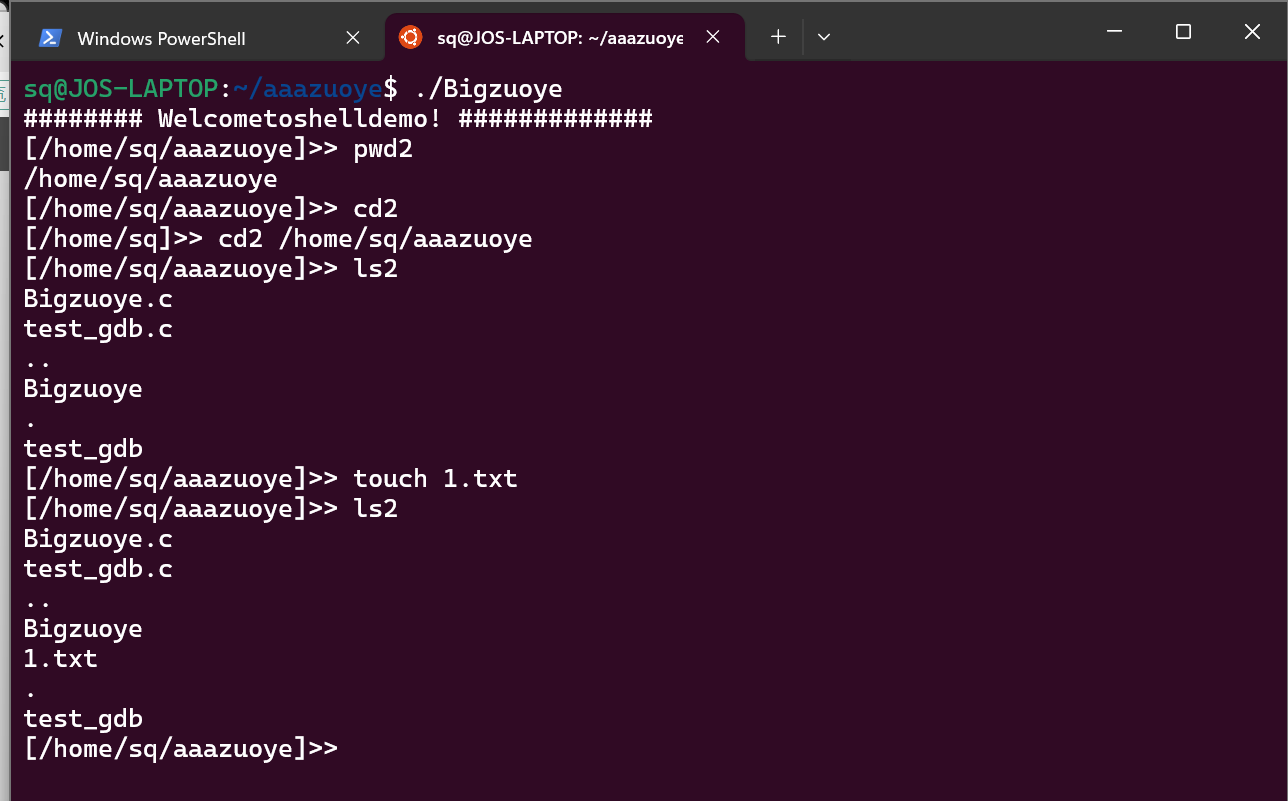 Windows PowerShell
sq@JOS-LAPTOP: ~/aaazuoye
sq@JOS-LAPTOP:~/aaazuoye$ ./Bigzuoye
######## Welcometoshelldemo! #############
[/home/sq/aaazuoye]>> pwd2
/home/sq/aaazuoye
[/home/sq/aaazuoye]>> cd2
[/home/sq]>> cd2 /home/sq/aaazuoye
[/home/sq/aaazuoye]>> ls2
Bigzuoye.c
test_gdb.c
..
Bigzuoye
.
test_gdb
[/home/sq/aaazuoye]>> touch 1.txt
[/home/sq/aaazuoye]>> ls2
Bigzuoye.c
test_gdb.c
..
Bigzuoye
1.txt
.
test_gdb
[/home/sq/aaazuoye]>>